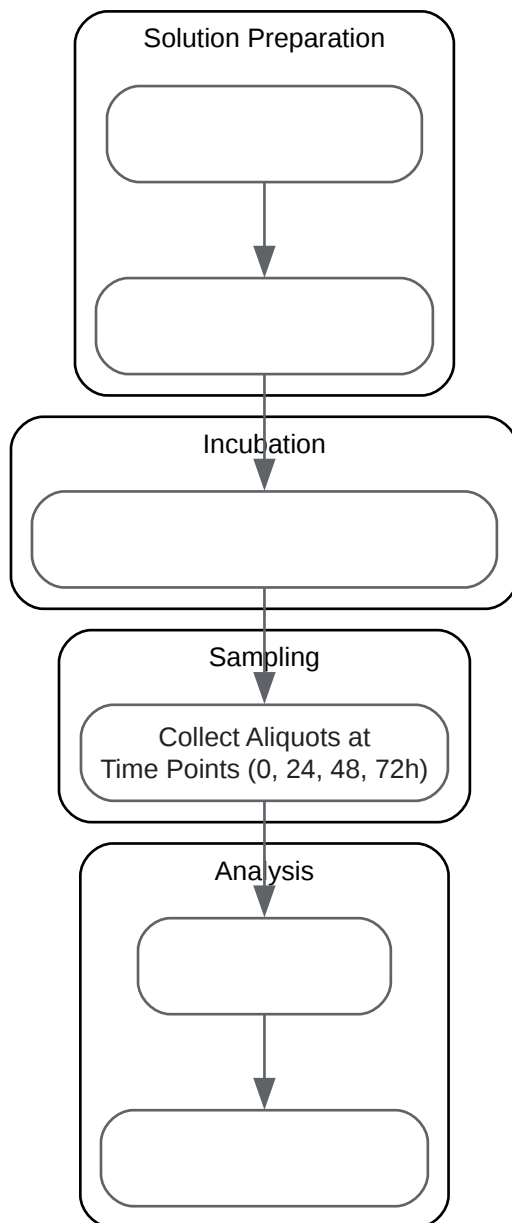 Solution Preparation
Incubation
Sampling
Collect Aliquots at
Time Points (0, 24, 48, 72h)
Analysis